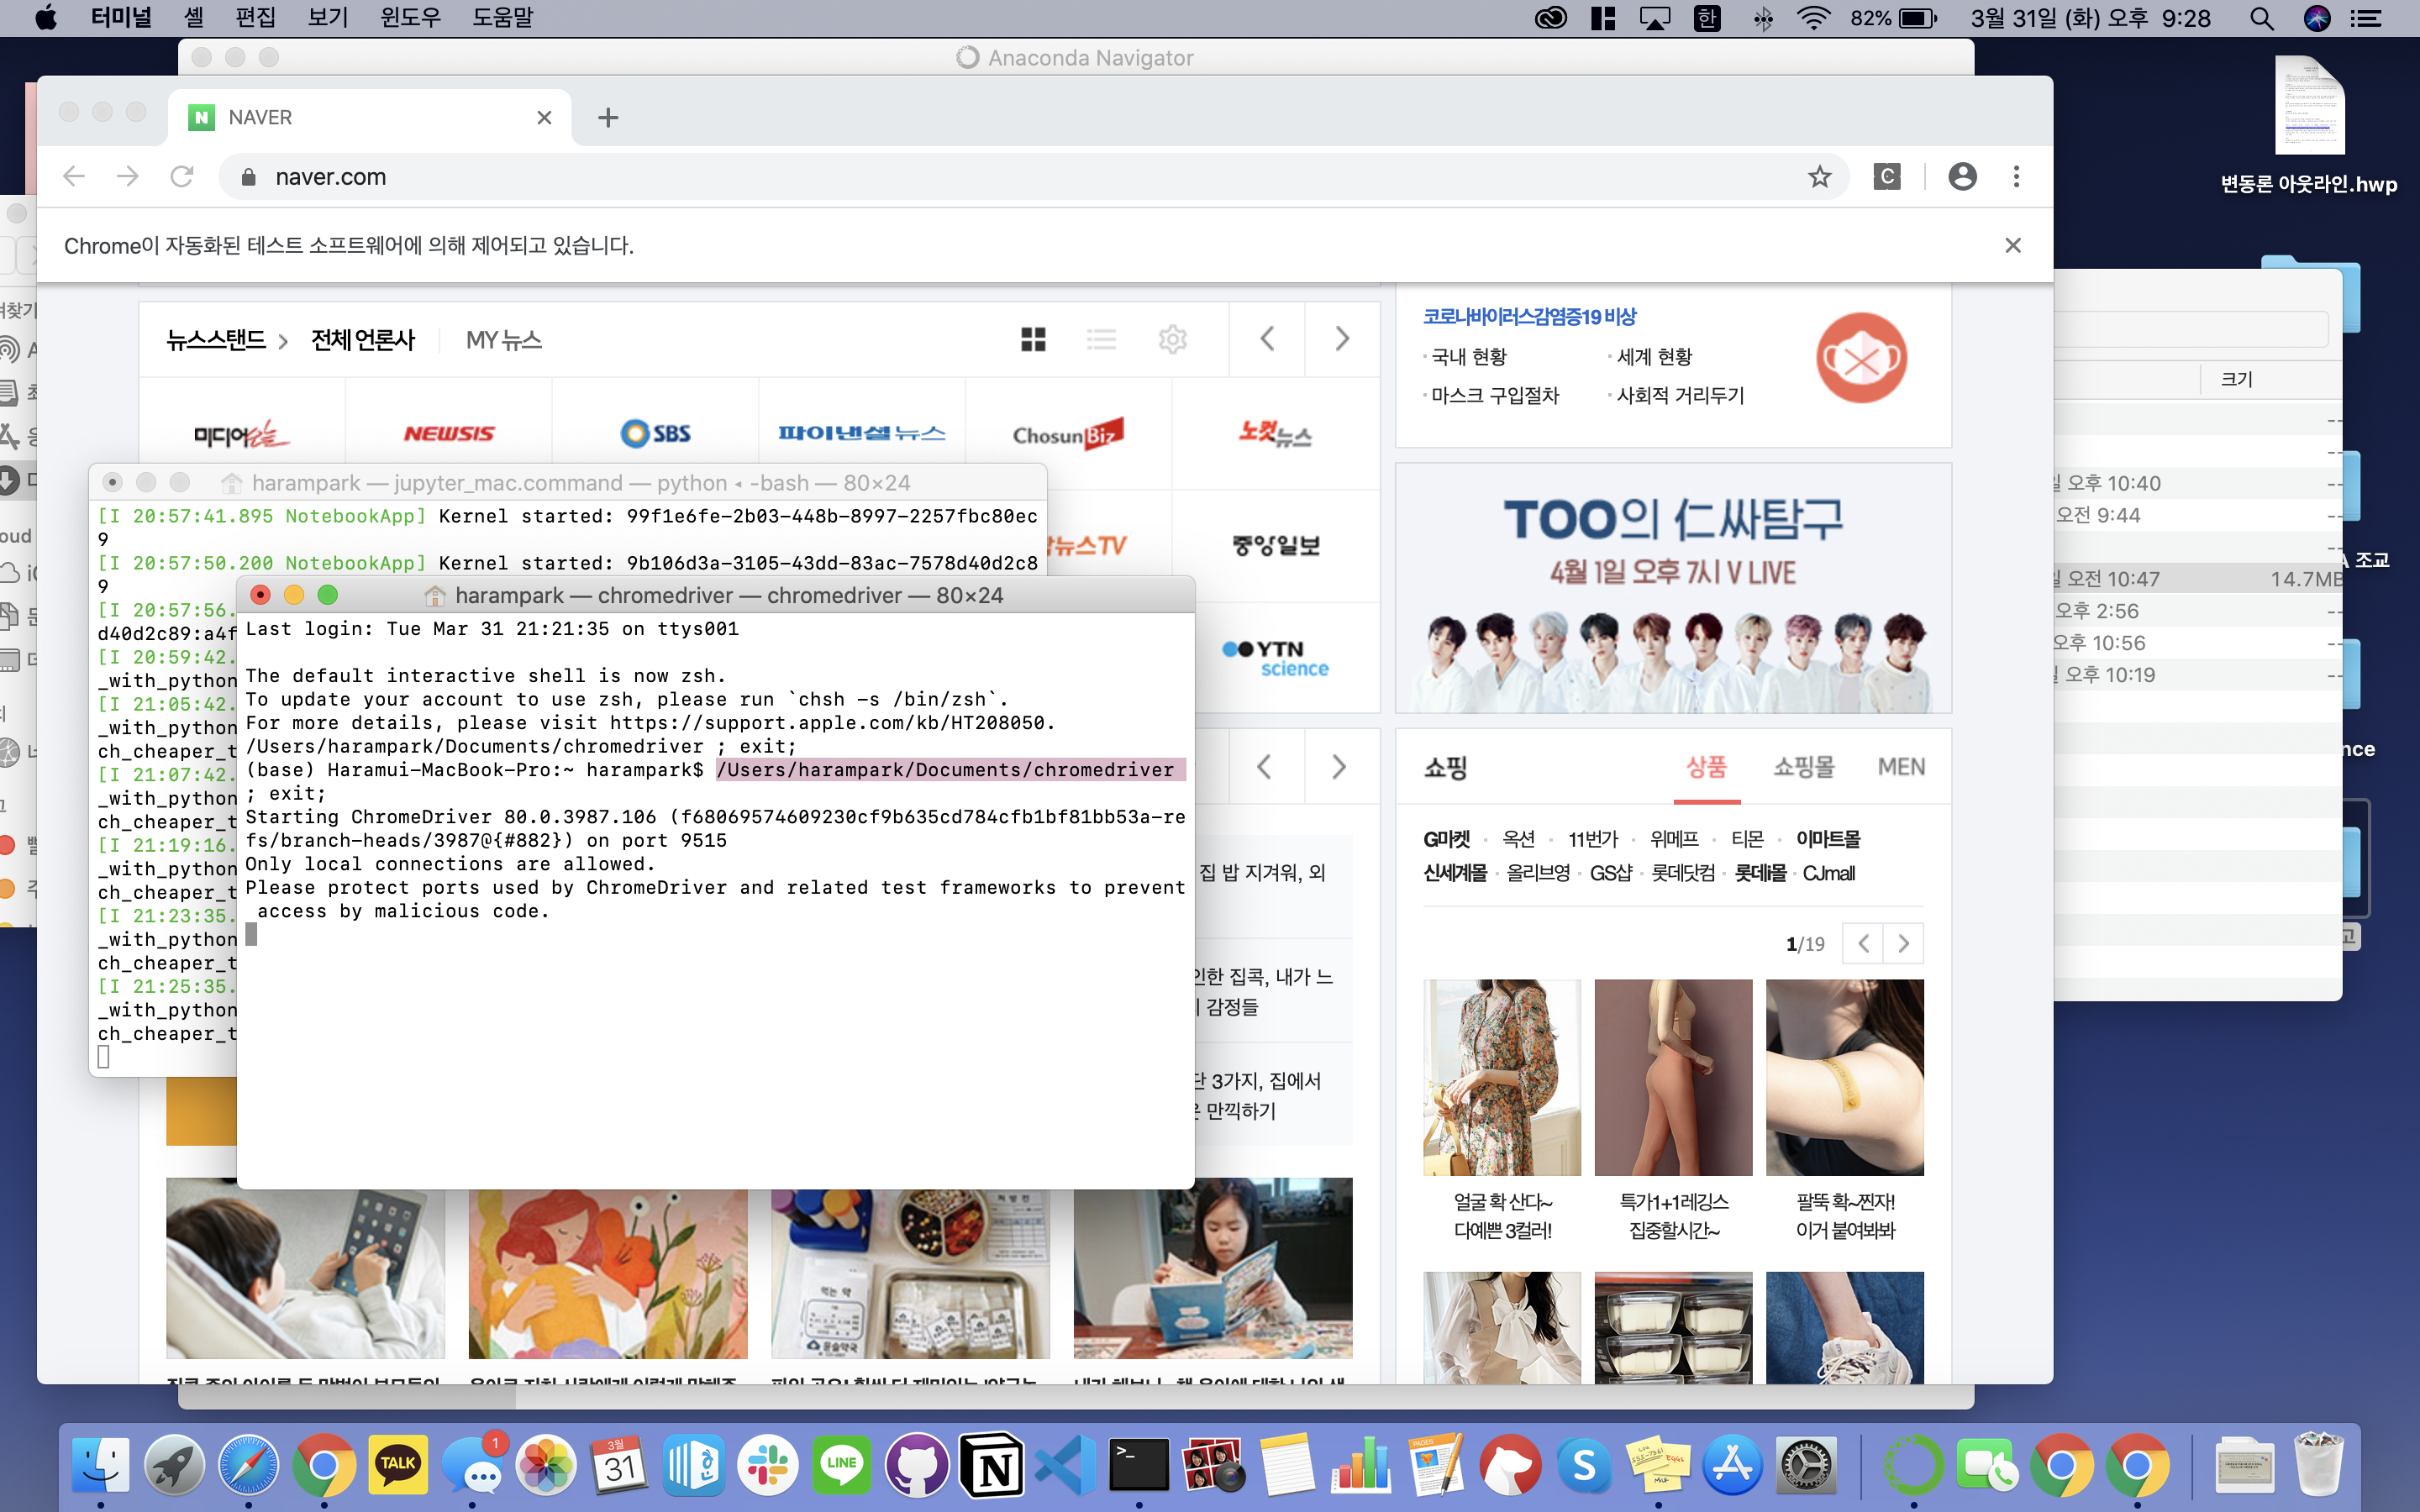 터미널 셸 편집 보기 윈도우 도움말
한 82% 3월 31일 (화) 오후 9:28
Anaconda Navigator
NAVER
naver.com
Chrome이 자동화된 테스트 소프트웨어에 의해 제어되고 있습니다.
뉴스스탠드 > 전체 언론사 MY 뉴스
미디어오늘 NEWSIS SBS 파이낸셜뉴스 ChosunBiz 노컷뉴스
뉴스TV 중앙일보
YTN science
코로나바이러스감염증19 비상
· 국내 현황 · 세계 현황
· 마스크 구입절차 · 사회적 거리두기
TOO의 仁싸탐구
4월 1일 오후 7시 V LIVE
쇼핑 상품 쇼핑몰 MEN
G마켓 · 옥션 · 11번가 · 위메프 · 티몬 · 이마트몰
신세계몰 · 올리브영 · GS샵 · 롯데닷컴 · 롯데i몰 · CJmall
1/19
얼굴 확 산다~
다예쁜 3컬러!
특가1+1레깅스
집중할시간~
팔뚝 확~찐자!
이거 붙여봐봐
집 밥 지겨워, 외
집콕, 내가 느
감정들
3가지, 집에서
만끽하기
harampark — jupyter_mac.command — python ◂ -bash — 80×24
[I 20:57:41.895 NotebookApp] Kernel started: 99f1e6fe-2b03-448b-8997-2257fbc80ec
9
[I 20:57:50.200 NotebookApp] Kernel started: 9b106d3a-3105-43dd-83ac-7578d40d2c8
9
[I 20:57:56.
d40d2c89:a4f
[I 20:59:42.
_with_python
[I 21:05:42.
_with_python
ch_cheaper_t
[I 21:07:42.
_with_python
ch_cheaper_t
[I 21:19:16.
_with_python
ch_cheaper_t
[I 21:23:35.
_with_python
ch_cheaper_t
[I 21:25:35.
_with_python
ch_cheaper_t
harampark — chromedriver — chromedriver — 80×24
Last login: Tue Mar 31 21:21:35 on ttys001
The default interactive shell is now zsh.
To update your account to use zsh, please run `chsh -s /bin/zsh`.
For more details, please visit https://support.apple.com/kb/HT208050.
/Users/harampark/Documents/chromedriver ; exit;
(base) Haramui-MacBook-Pro:~ harampark$ /Users/harampark/Documents/chromedriver
; exit;
Starting ChromeDriver 80.0.3987.106 (f68069574609230cf9b635cd784cfb1bf81bb53a-re
fs/branch-heads/3987@{#882}) on port 9515
Only local connections are allowed.
Please protect ports used by ChromeDriver and related test frameworks to prevent
 access by malicious code.
변동론 아웃라인.hwp
크기
오후 10:40 --
오전 9:44 --
오전 10:47 14.7MB
오후 2:56 --
오후 10:56 --
오후 10:19 --
조교
nce
TALK
1
3월
31
LINE
PAGES